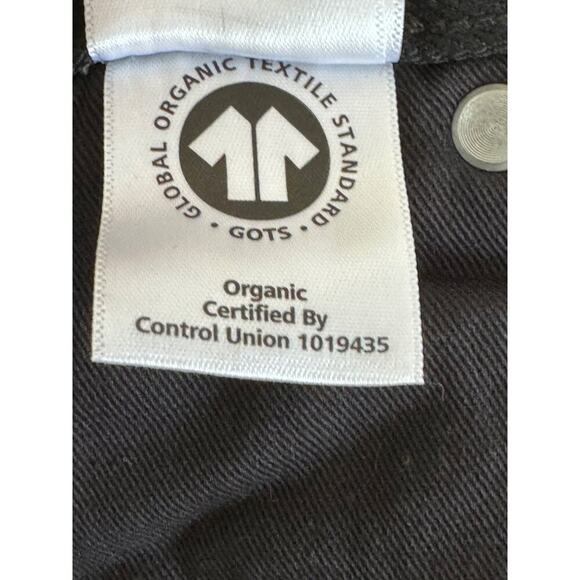 GLOBAL ORGANIC TEXTILE STANDARD
• GOTS •
Organic
Certified By
Control Union 1019435